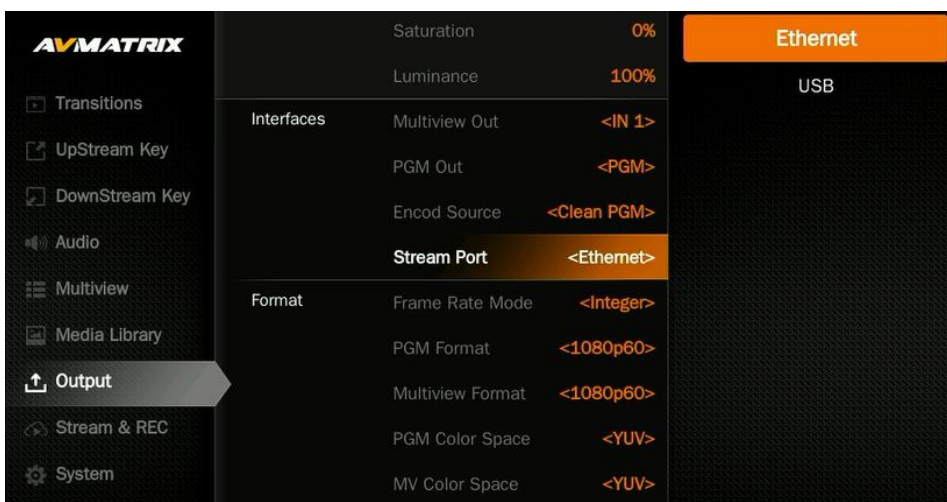 AVMATRIX
Transitions
UpStream Key
DownStream Key
Audio
Multiview
Media Library
Output
Stream & REC
System
Saturation 0%
Luminance 100%
Interfaces Multiview Out <IN 1>
PGM Out <PGM>
Encod Source <Clean PGM>
Stream Port <Ethernet>
Format Frame Rate Mode <Integer>
PGM Format <1080p60>
Multiview Format <1080p60>
PGM Color Space <YUV>
MV Color Space <YUV>
Ethernet
USB